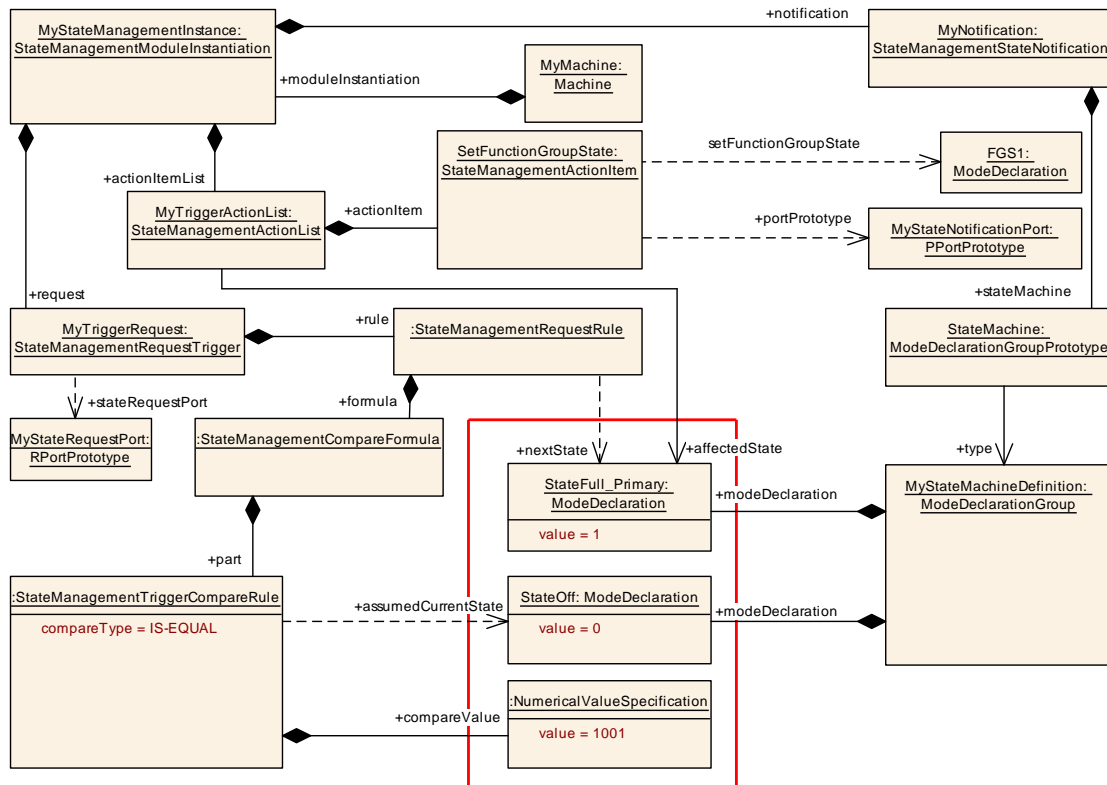 MyStateManagementInstance:
StateManagementModuleInstantiation
+notification
MyNotification:
StateManagementStateNotification
+moduleInstantiation
MyMachine:
Machine
SetFunctionGroupState:
StateManagementActionItem
setFunctionGroupState
FGS1:
ModeDeclaration
+actionItemList
MyTriggerActionList:
StateManagementActionList
+actionItem
+portPrototype
MyStateNotificationPort:
PPortPrototype
+request
+stateMachine
MyTriggerRequest:
StateManagementRequestTrigger
+rule
:StateManagementRequestRule
StateMachine:
ModeDeclarationGroupPrototype
+stateRequestPort
+formula
MyStateRequestPort:
RPortPrototype
:StateManagementCompareFormula
+nextState
+affectedState
+type
StateFull_Primary:
ModeDeclaration
value = 1
+modeDeclaration
MyStateMachineDefinition:
ModeDeclarationGroup
+part
:StateManagementTriggerCompareRule
compareType = IS-EQUAL
+assumedCurrentState
StateOff: ModeDeclaration
value = 0
+modeDeclaration
+compareValue
:NumericalValueSpecification
value = 1001